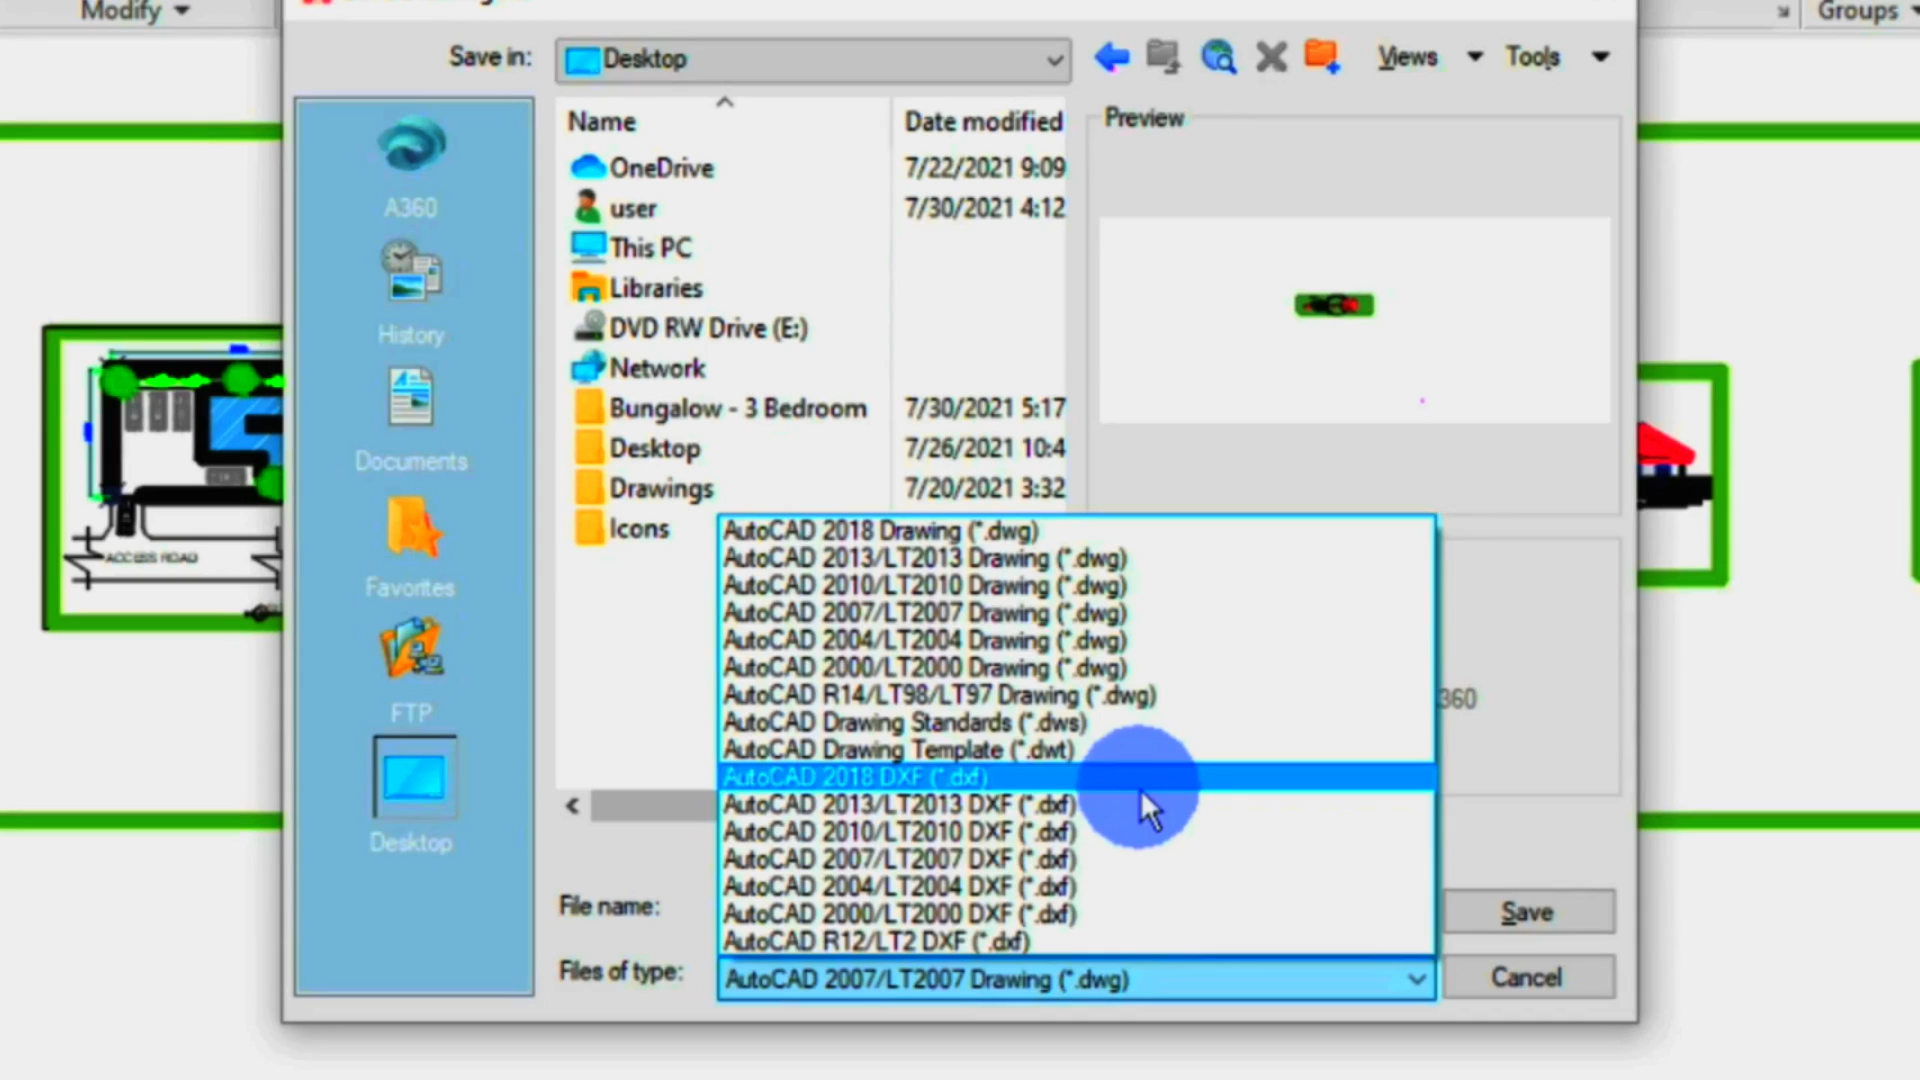 Modify
Groups
Save in:
Desktop
Views
Tools
Name
Date modified
Preview
OneDrive
7/22/2021 9:09
user
7/30/2021 4:12
This PC
Libraries
DVD RW Drive (E:)
Network
Bungalow - 3 Bedroom
7/30/2021 5:17
Desktop
7/26/2021 10:4
Drawings
7/20/2021 3:32
Icons
A360
History
Documents
Favorites
FTP
Desktop
AutoCAD 2018 Drawing (*.dwg)
AutoCAD 2013/LT2013 Drawing (*.dwg)
AutoCAD 2010/LT2010 Drawing (*.dwg)
AutoCAD 2007/LT2007 Drawing (*.dwg)
AutoCAD 2004/LT2004 Drawing (*.dwg)
AutoCAD 2000/LT2000 Drawing (*.dwg)
AutoCAD R14/LT98/LT97 Drawing (*.dwg)
AutoCAD Drawing Standards (*.dws)
AutoCAD Drawing Template (*.dwt)
AutoCAD 2018 DXF (*.dxf)
AutoCAD 2013/LT2013 DXF (*.dxf)
AutoCAD 2010/LT2010 DXF (*.dxf)
AutoCAD 2007/LT2007 DXF (*.dxf)
AutoCAD 2004/LT2004 DXF (*.dxf)
AutoCAD 2000/LT2000 DXF (*.dxf)
AutoCAD R12/LT2 DXF (*.dxf)
360
File name:
Save
Files of type:
AutoCAD 2007/LT2007 Drawing (*.dwg)
Cancel
ACCESS ROAD